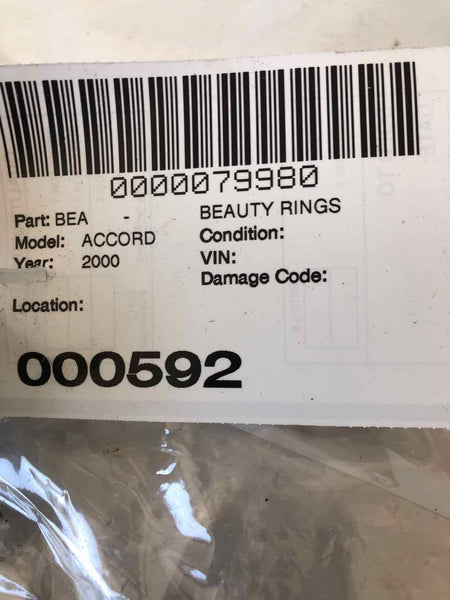 0000079980
Part: BEA - BEAUTY RINGS
Model: ACCORD Condition:
Year: 2000 VIN:
Damage Code:
Location:
000592